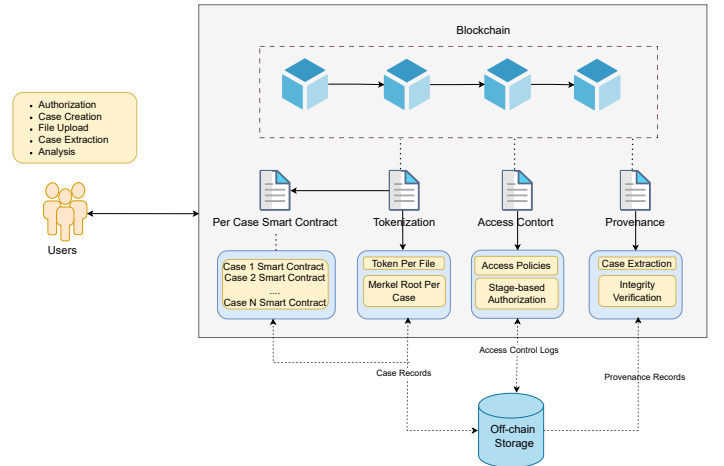 Blockchain
Authorization
Case Creation
File Upload
Case Extraction
Analysis
Users
Per Case Smart Contract
Tokenization
Access Contort
Provenance
Case 1 Smart Contract
Case 2 Smart Contract
....
Case N Smart Contract
Token Per File
Merkel Root Per
Case
Access Policies
Stage-based
Authorization
Case Extraction
Integrity
Verification
Access Control Logs
Case Records
Provenance Records
Off-chain
Storage